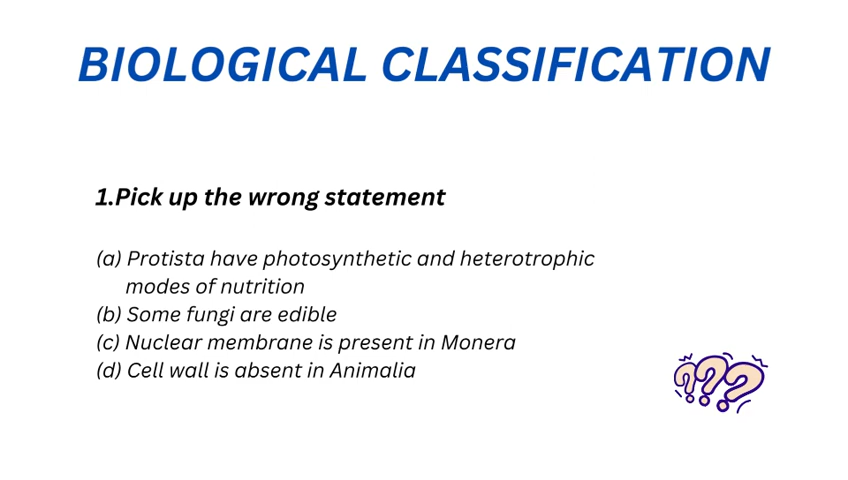 BIOLOGICAL CLASSIFICATION
1.Pick up the wrong statement
(a) Protista have photosynthetic and heterotrophic
modes of nutrition
(b) Some fungi are edible
(c) Nuclear membrane is present in Monera
(d) Cell wall is absent in Animalia
???